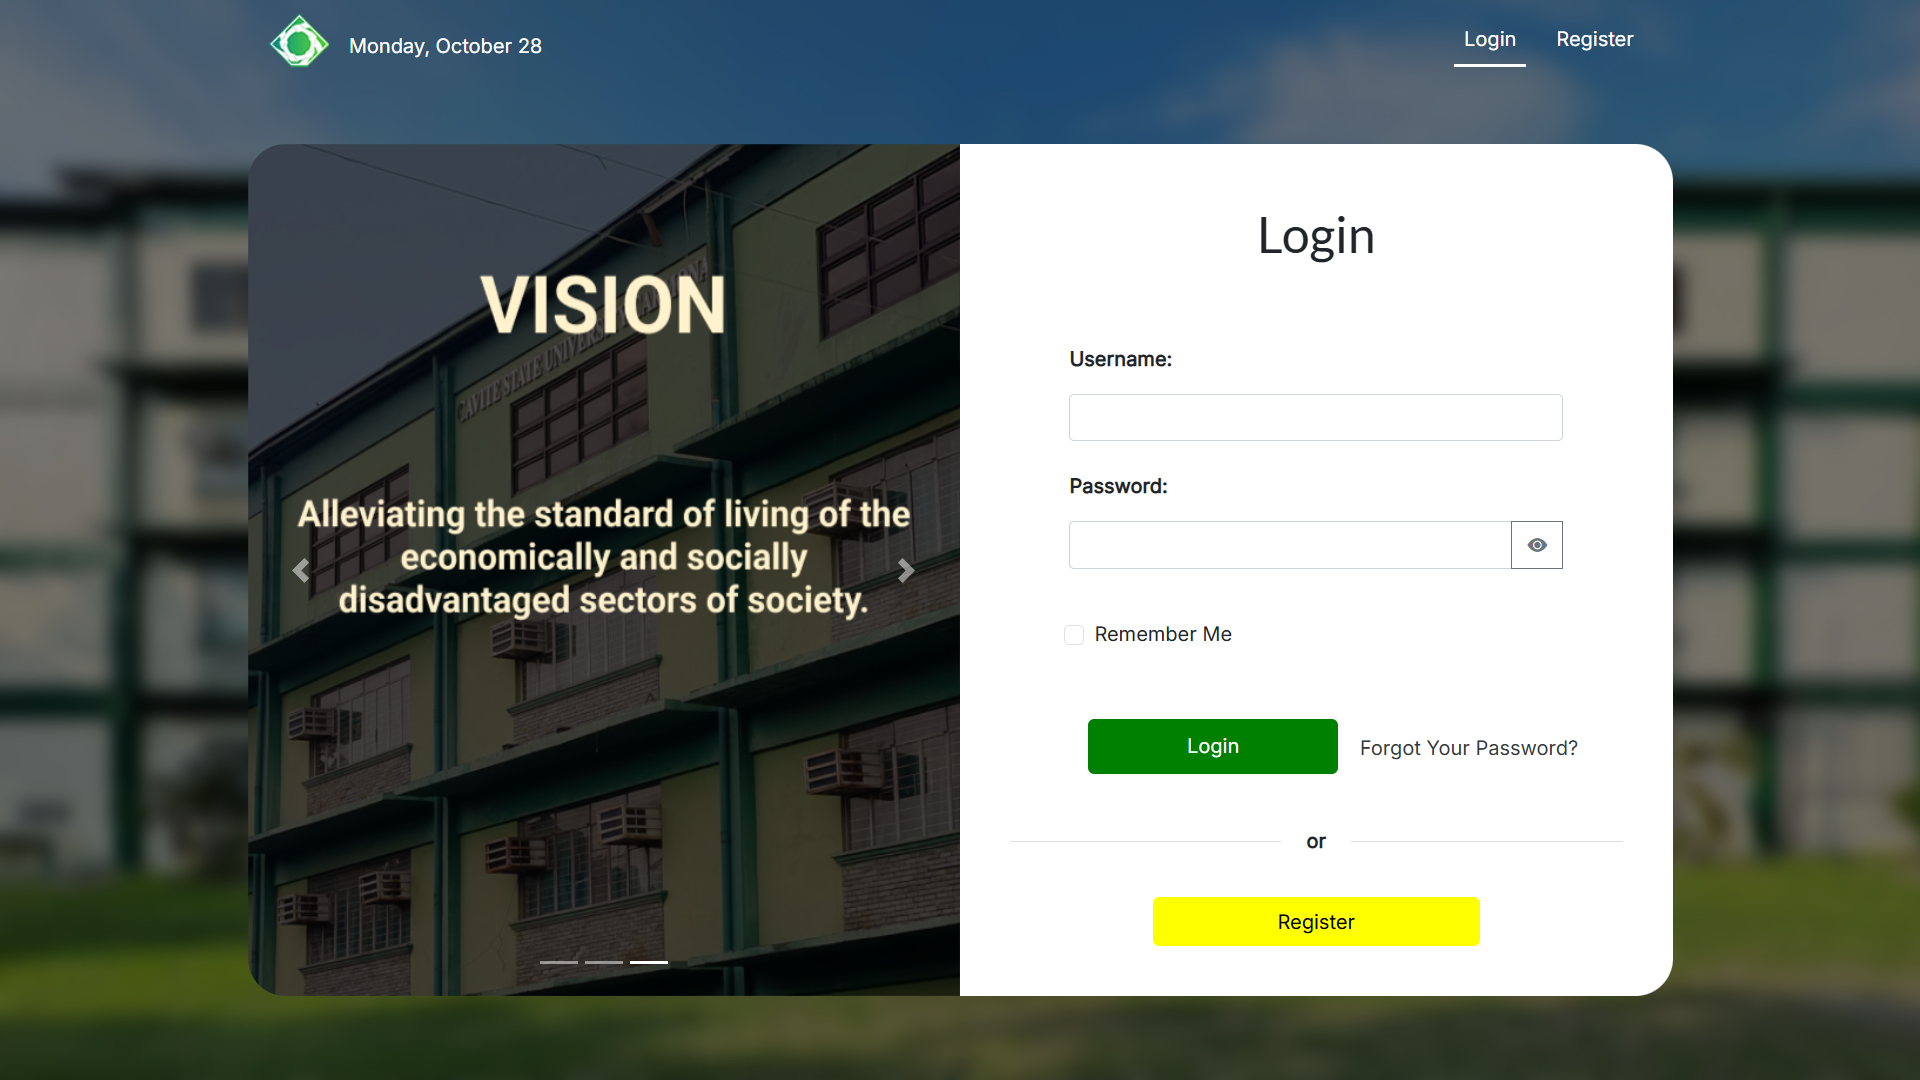 Monday, October 28
Login
Register
VISION
CAVITE STATE UNIVERSITY
Alleviating the standard of living of the
economically and socially
disadvantaged sectors of society.
Login
Username:
Password:
Remember Me
Login
Forgot Your Password?
or
Register